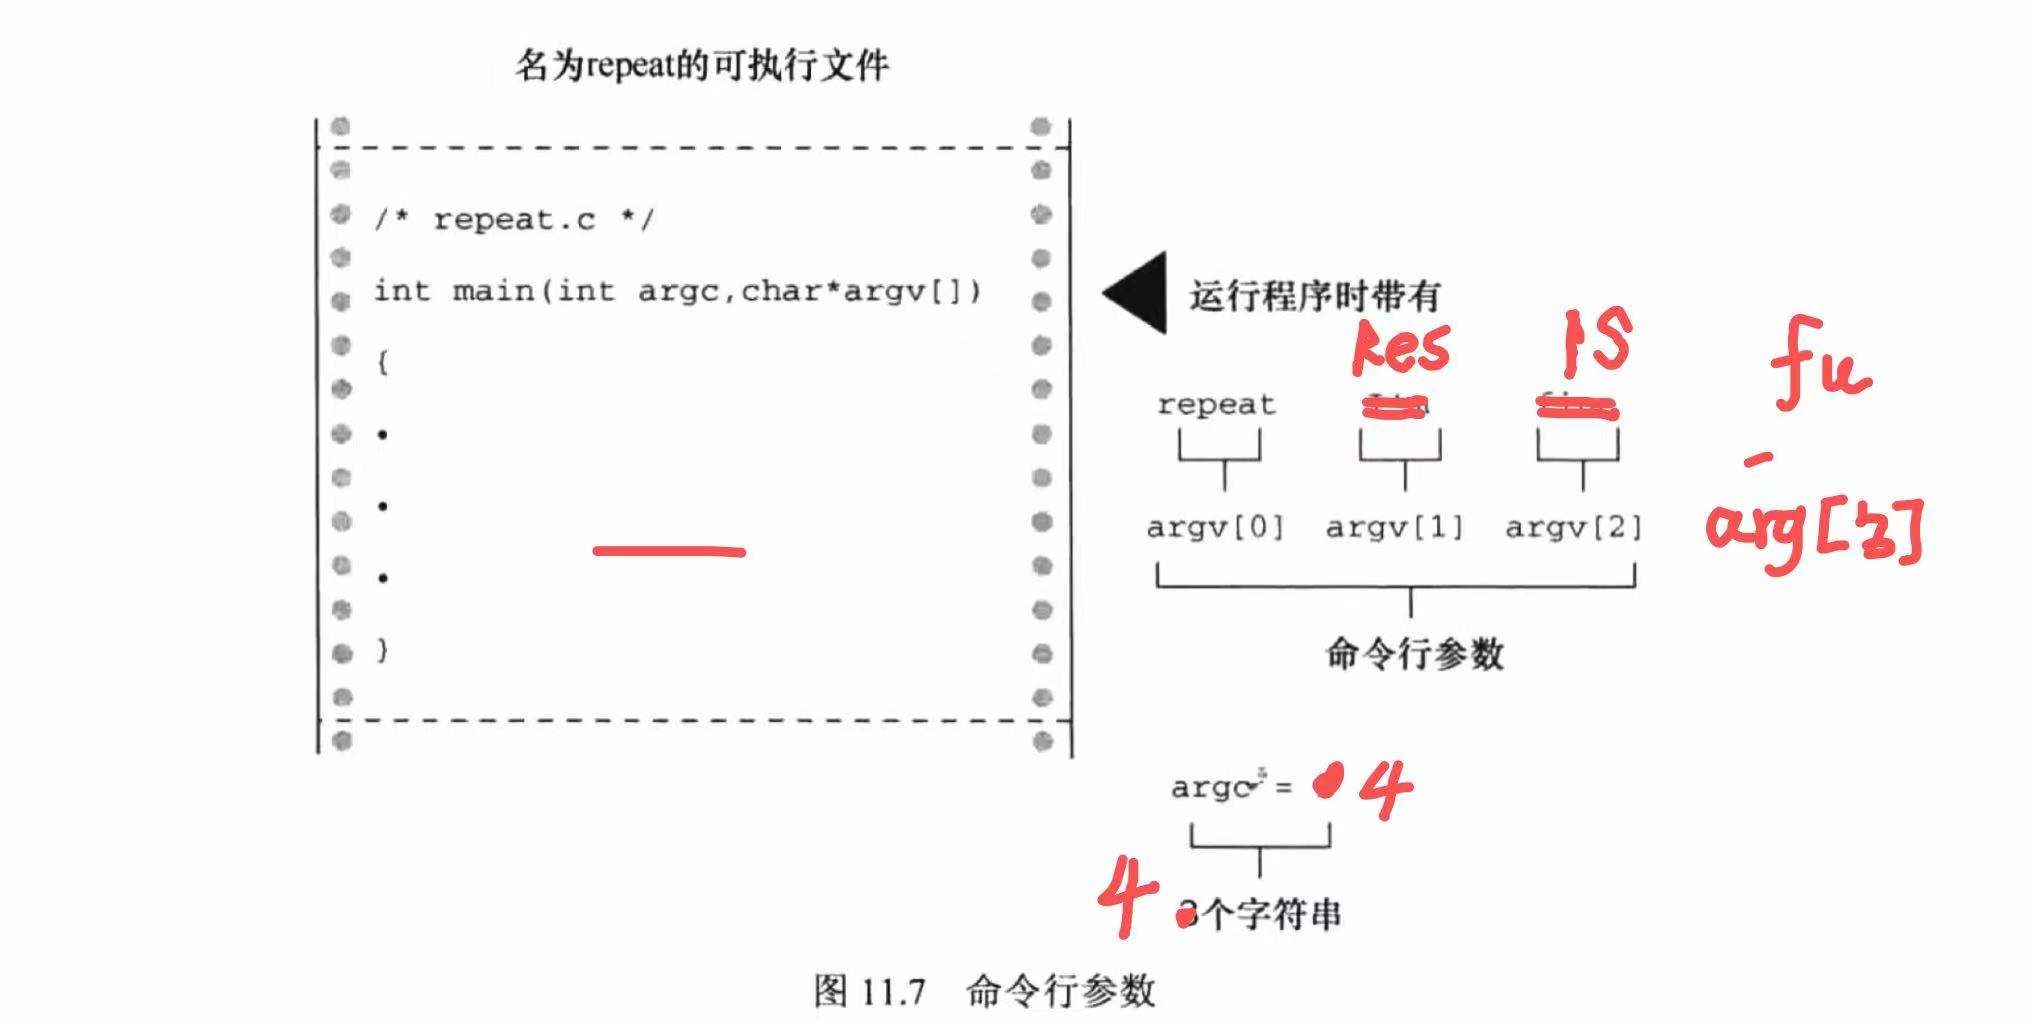 名为repeat的可执行文件
/* repeat.c */
int main(int argc,char*argv[])
{
•
•
•
}
运行程序时带有
Res IS fu
repeat
argv[0] argv[1] argv[2] arg[3]
命令行参数
argc = 4
4 3个字符串
图 11.7 命令行参数